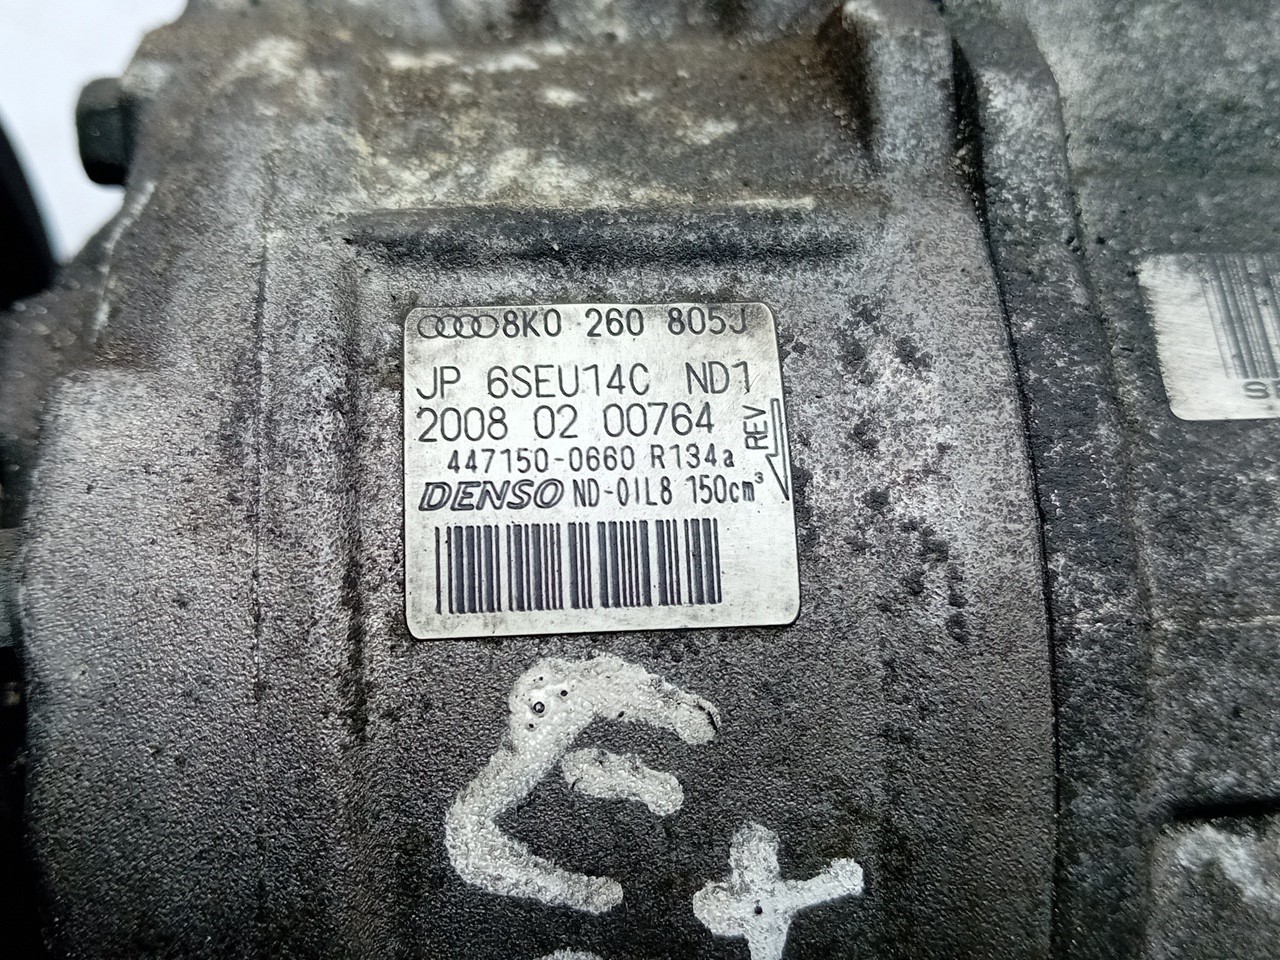 8K0 260 805J
JP 6SEU14C ND1
2008 02 00764
REV
447150-0660 R134a
DENSO ND-OIL8 150cm³